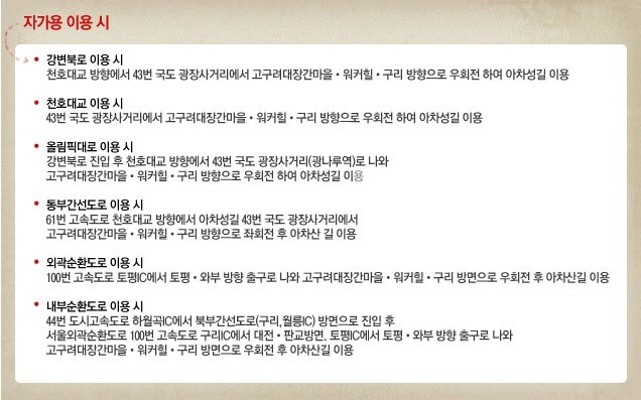 자가용 이용 시
• 강변북로 이용 시
천호대교 방향에서 43번 국도 광장사거리에서 고구려대장간마을・워커힐・구리 방향으로 우회전 하여 아차성길 이용
• 천호대교 이용 시
43번 국도 광장사거리에서 고구려대장간마을・워커힐・구리 방향으로 우회전 하여 아차성길 이용
• 올림픽대로 이용 시
강변북로 진입 후 천호대교 방향에서 43번 국도 광장사거리(광나루역)로 나와
고구려대장간마을・워커힐・구리 방향으로 우회전 하여 아차성길 이용
• 동부간선도로 이용 시
61번 고속도로 천호대교 방향에서 아차성길 43번 국도 광장사거리에서
고구려대장간마을・워커힐・구리 방향으로 좌회전 후 아차산 길 이용
• 외곽순환도로 이용 시
100번 고속도로 토평IC에서 토평・와부 방향 출구로 나와 고구려대장간마을・워커힐・구리 방면으로 우회전 후 아차산길 이용
• 내부순환도로 이용 시
44번 도시고속도로 하월곡IC에서 북부간선도로(구리,월릉IC) 방면으로 진입 후
서울외곽순환도로 100번 고속도로 구리IC에서 대전・판교방면, 토평IC에서 토평・와부 방향 출구로 나와
고구려대장간마을・워커힐・구리 방면으로 우회전 후 아차산길 이용